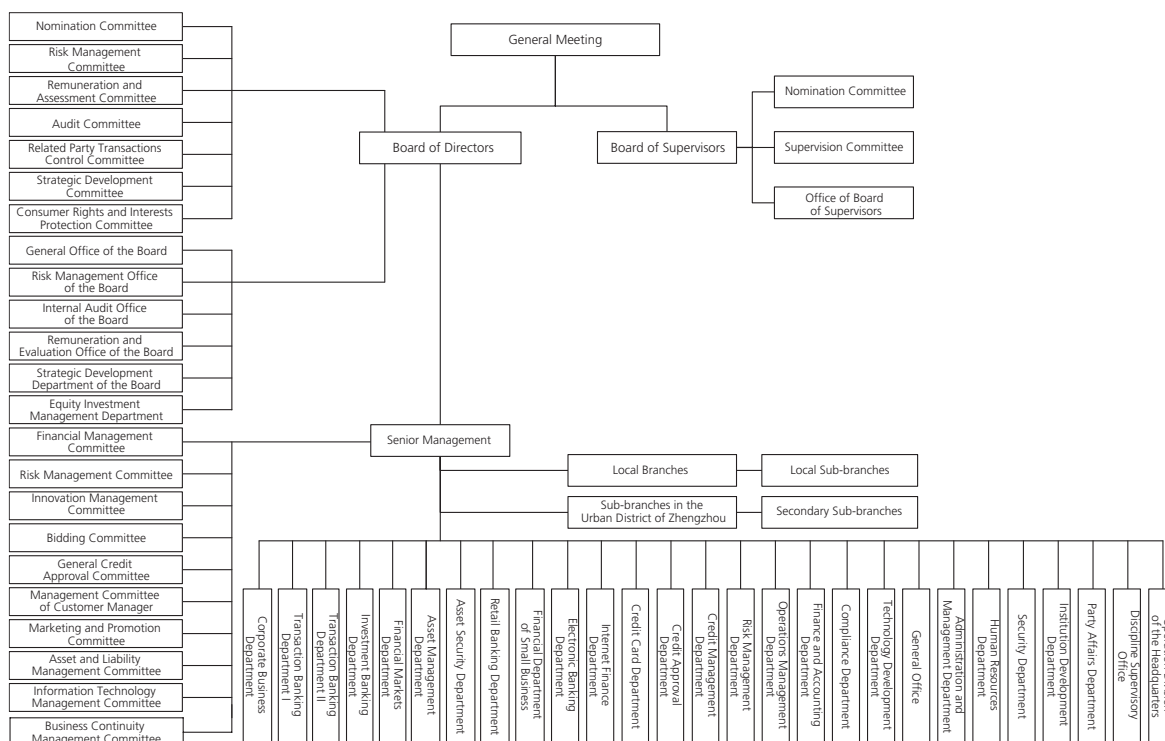 Nomination Committee
Risk Management
Committee
Remuneration and
Assessment Committee
Audit Committee
Related Party Transactions
Control Committee
Strategic Development
Committee
Consumer Rights and Interests
Protection Committee
General Office of the Board
Risk Management Office
of the Board
Internal Audit Office
of the Board
Remuneration and
Evaluation Office of the Board
Strategic Development
Department of the Board
Equity Investment
Management Department
Financial Management
Committee
Risk Management Committee
Innovation Management
Committee
Bidding Committee
General Credit
Approval Committee
Management Committee
of Customer Manager
Marketing and Promotion
Committee
Asset and Liability
Management Committee
Information Technology
Management Committee
Business Continuity
Management Committee
General Meeting
Board of Directors
Board of Supervisors
Nomination Committee
Supervision Committee
Office of Board
of Supervisors
Senior Management
Local Branches
Local Sub-branches
Sub-branches in the
Urban District of Zhengzhou
Secondary Sub-branches
Corporate Business
Department
Transaction Banking
Department I
Transaction Banking
Department II
Investment Banking
Department
Financial Markets
Department
Asset Management
Department
Asset Security Department
Retail Banking Department
Financial Department
of Small Business
Electronic Banking
Department
Internet Finance
Department
Credit Card Department
Credit Approval
Department
Credit Management
Department
Risk Management
Department
Operations Management
Department
Finance and Accounting
Department
Compliance Department
Technology Development
Department
General Office
Administration and
Management Department
Human Resources
Department
Security Department
Institution Development
Department
Party Affairs Department
Discipline Supervisory
Office
of the Headquarters